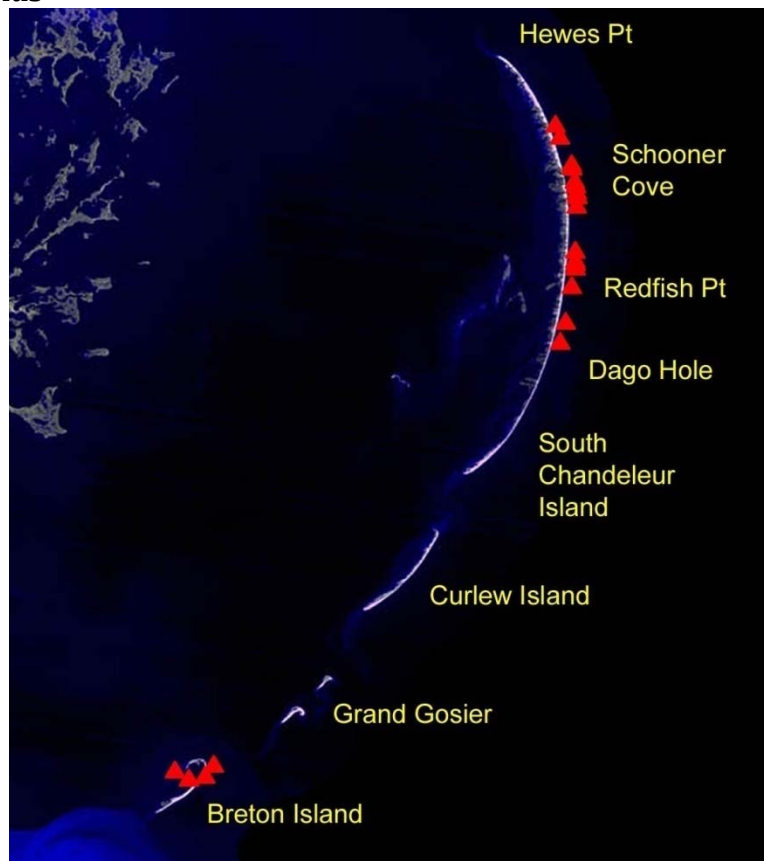 Hewes Pt
Schooner
Cove
Redfish Pt
Dago Hole
South
Chandeleur
Island
Curlew Island
Grand Gosier
Breton Island